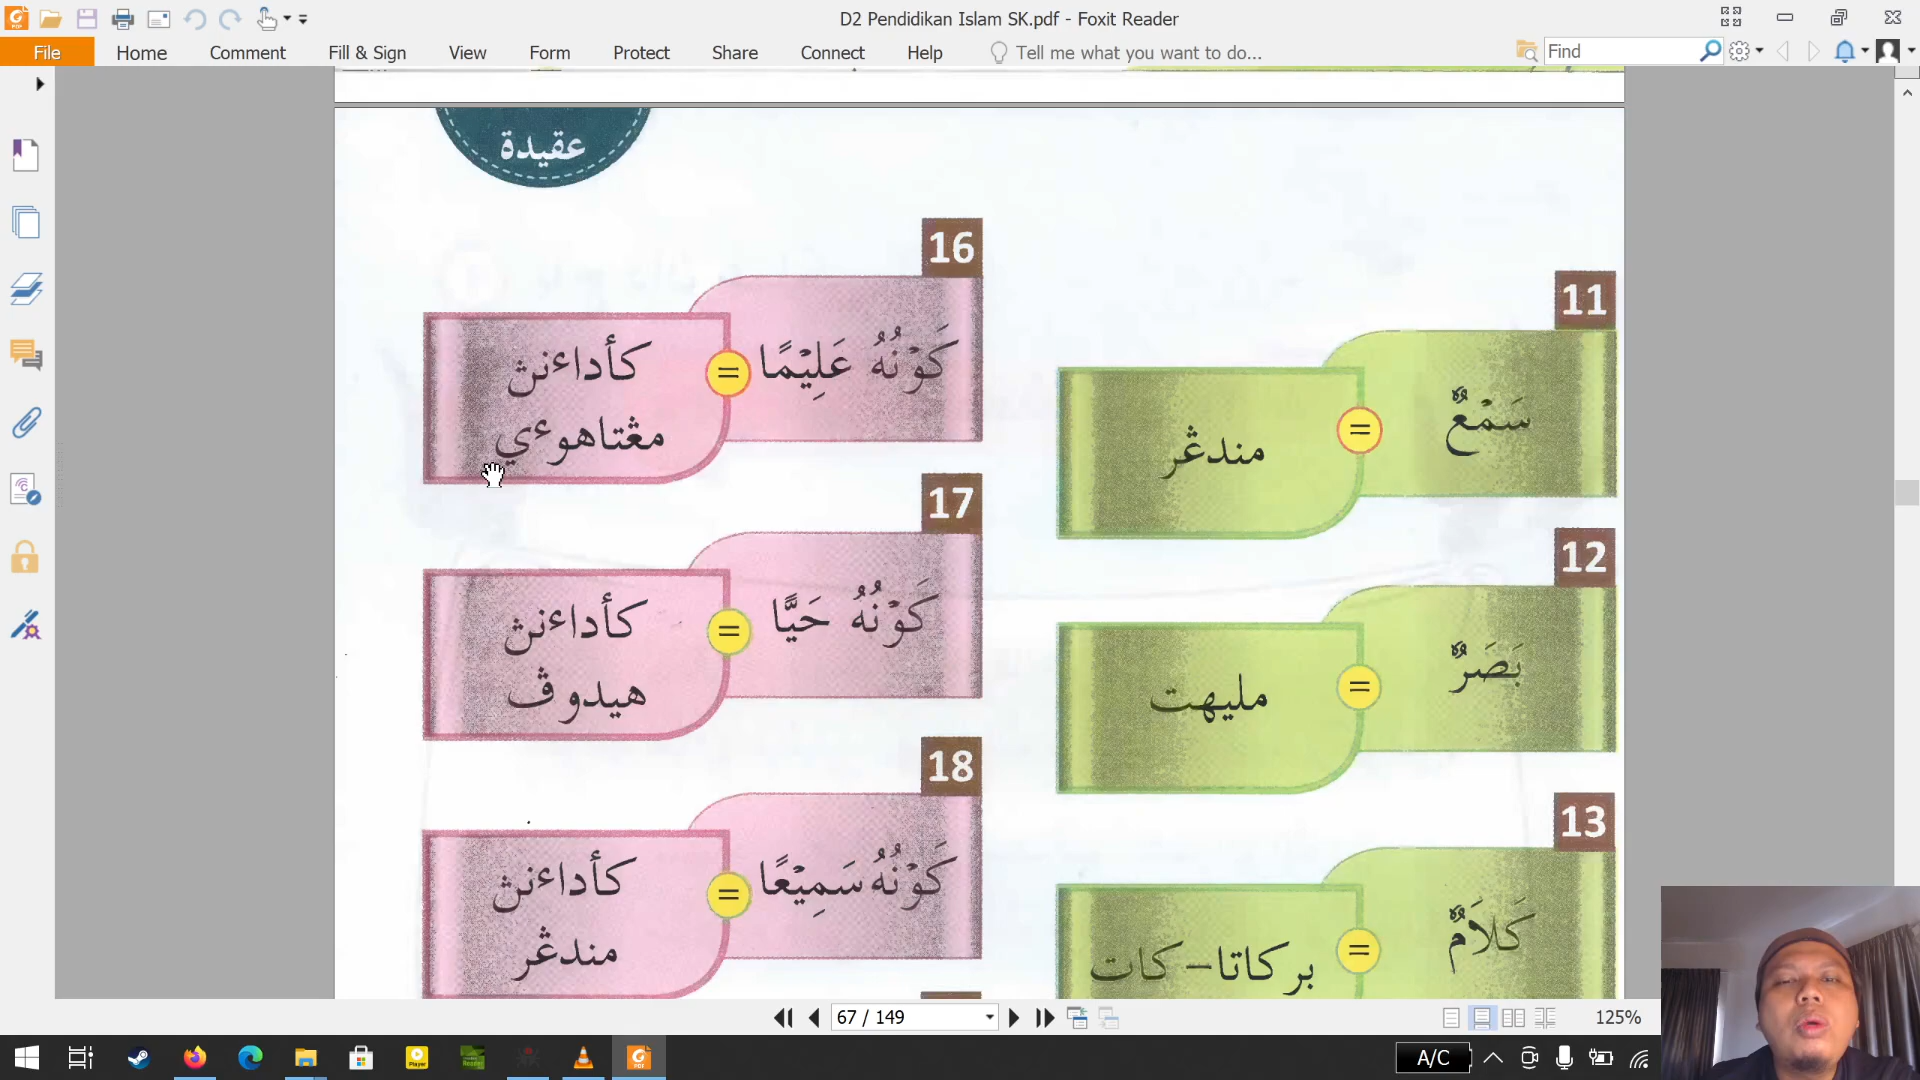 D2 Pendidikan Islam SK.pdf - Foxit Reader
File Home Comment Fill & Sign View Form Protect Share Connect Help Tell me what you want to do... Find
عقيدة
11
سَمْعٌ = مندڠر
12
بَصَرٌ = مليهت
13
كَلاَمٌ = بركاتا-كات
16
كَوْنُهُ عَلِيْمًا = كأداءنڽ
مڠتاهوءي
17
كَوْنُهُ حَيًّا = كأداءنڽ
هيدوڤ
18
كَوْنُهُ سَمِيْعًا = كأداءنڽ
مندڠر
67 / 149
125%
A/C